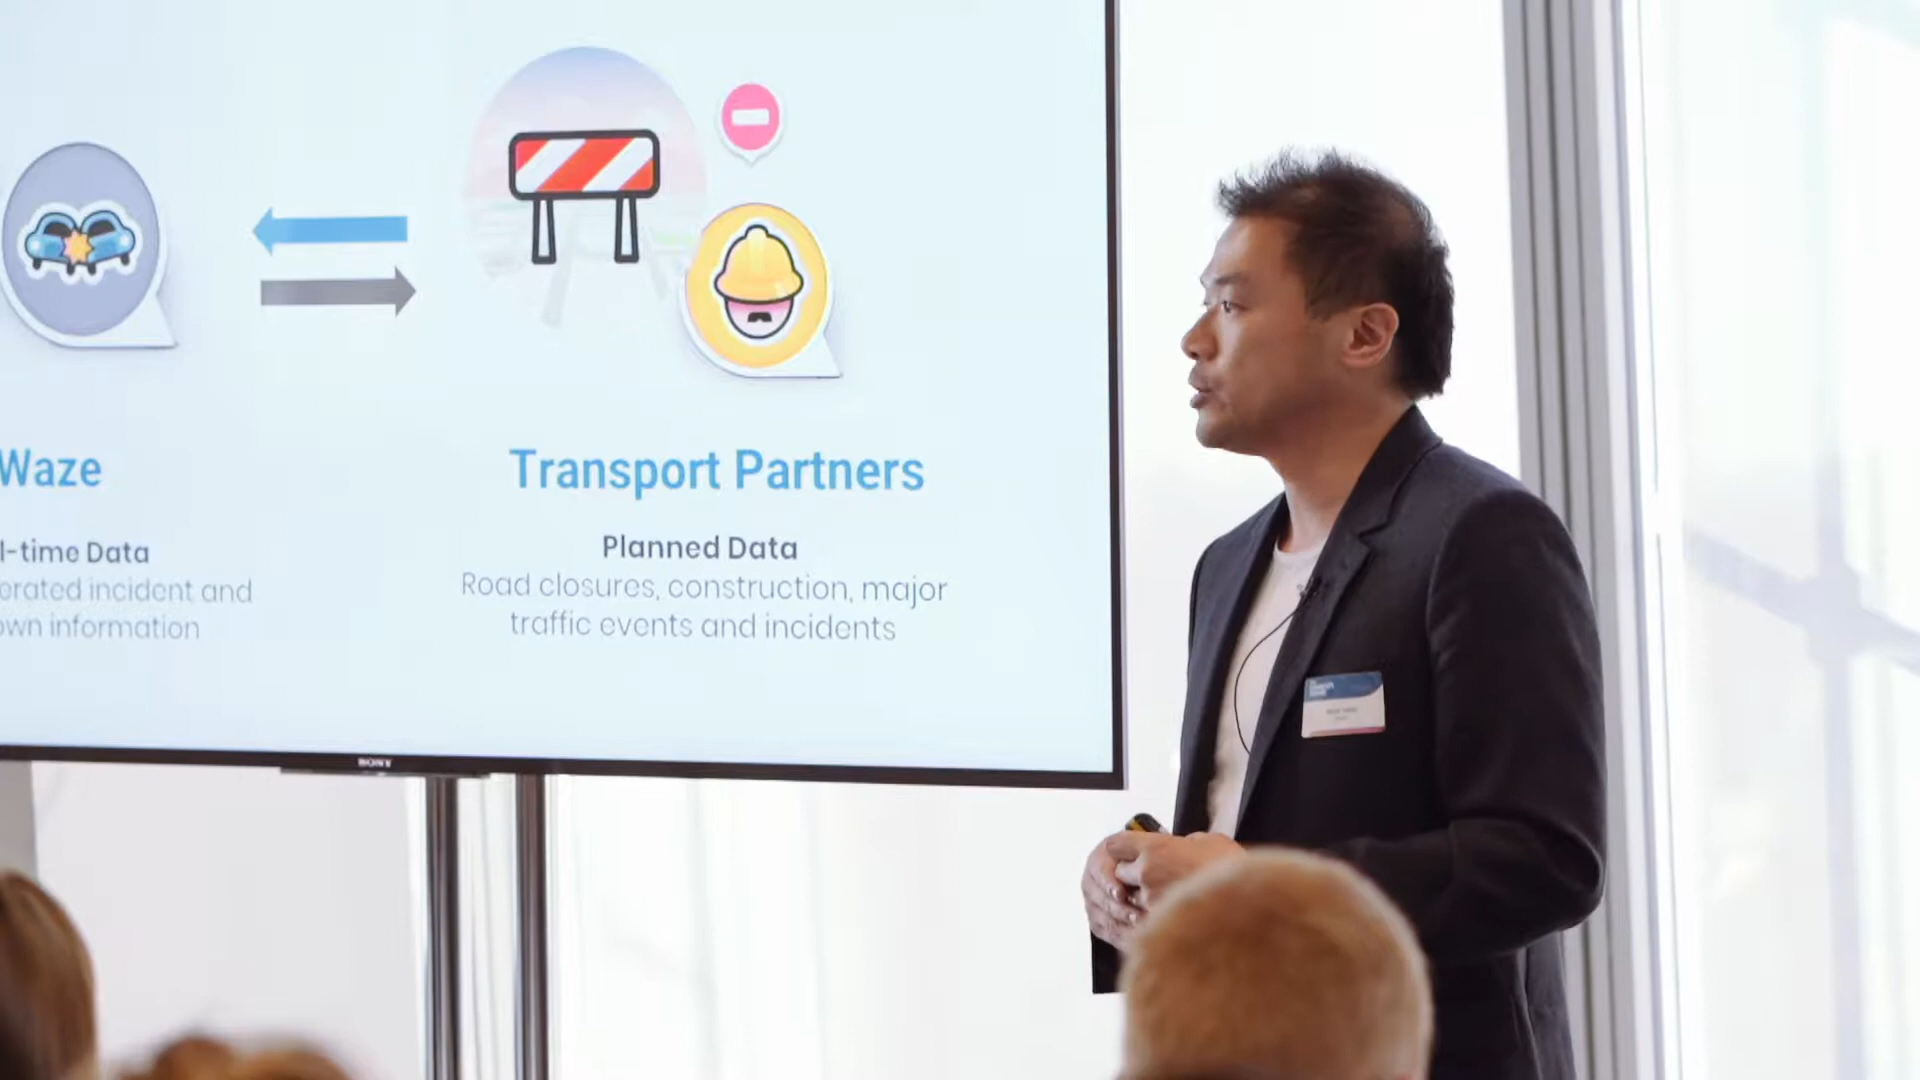 Waze
Transport Partners
l-time Data
Planned Data
erated incident and
Road closures, construction, major
own information
traffic events and incidents
SONY